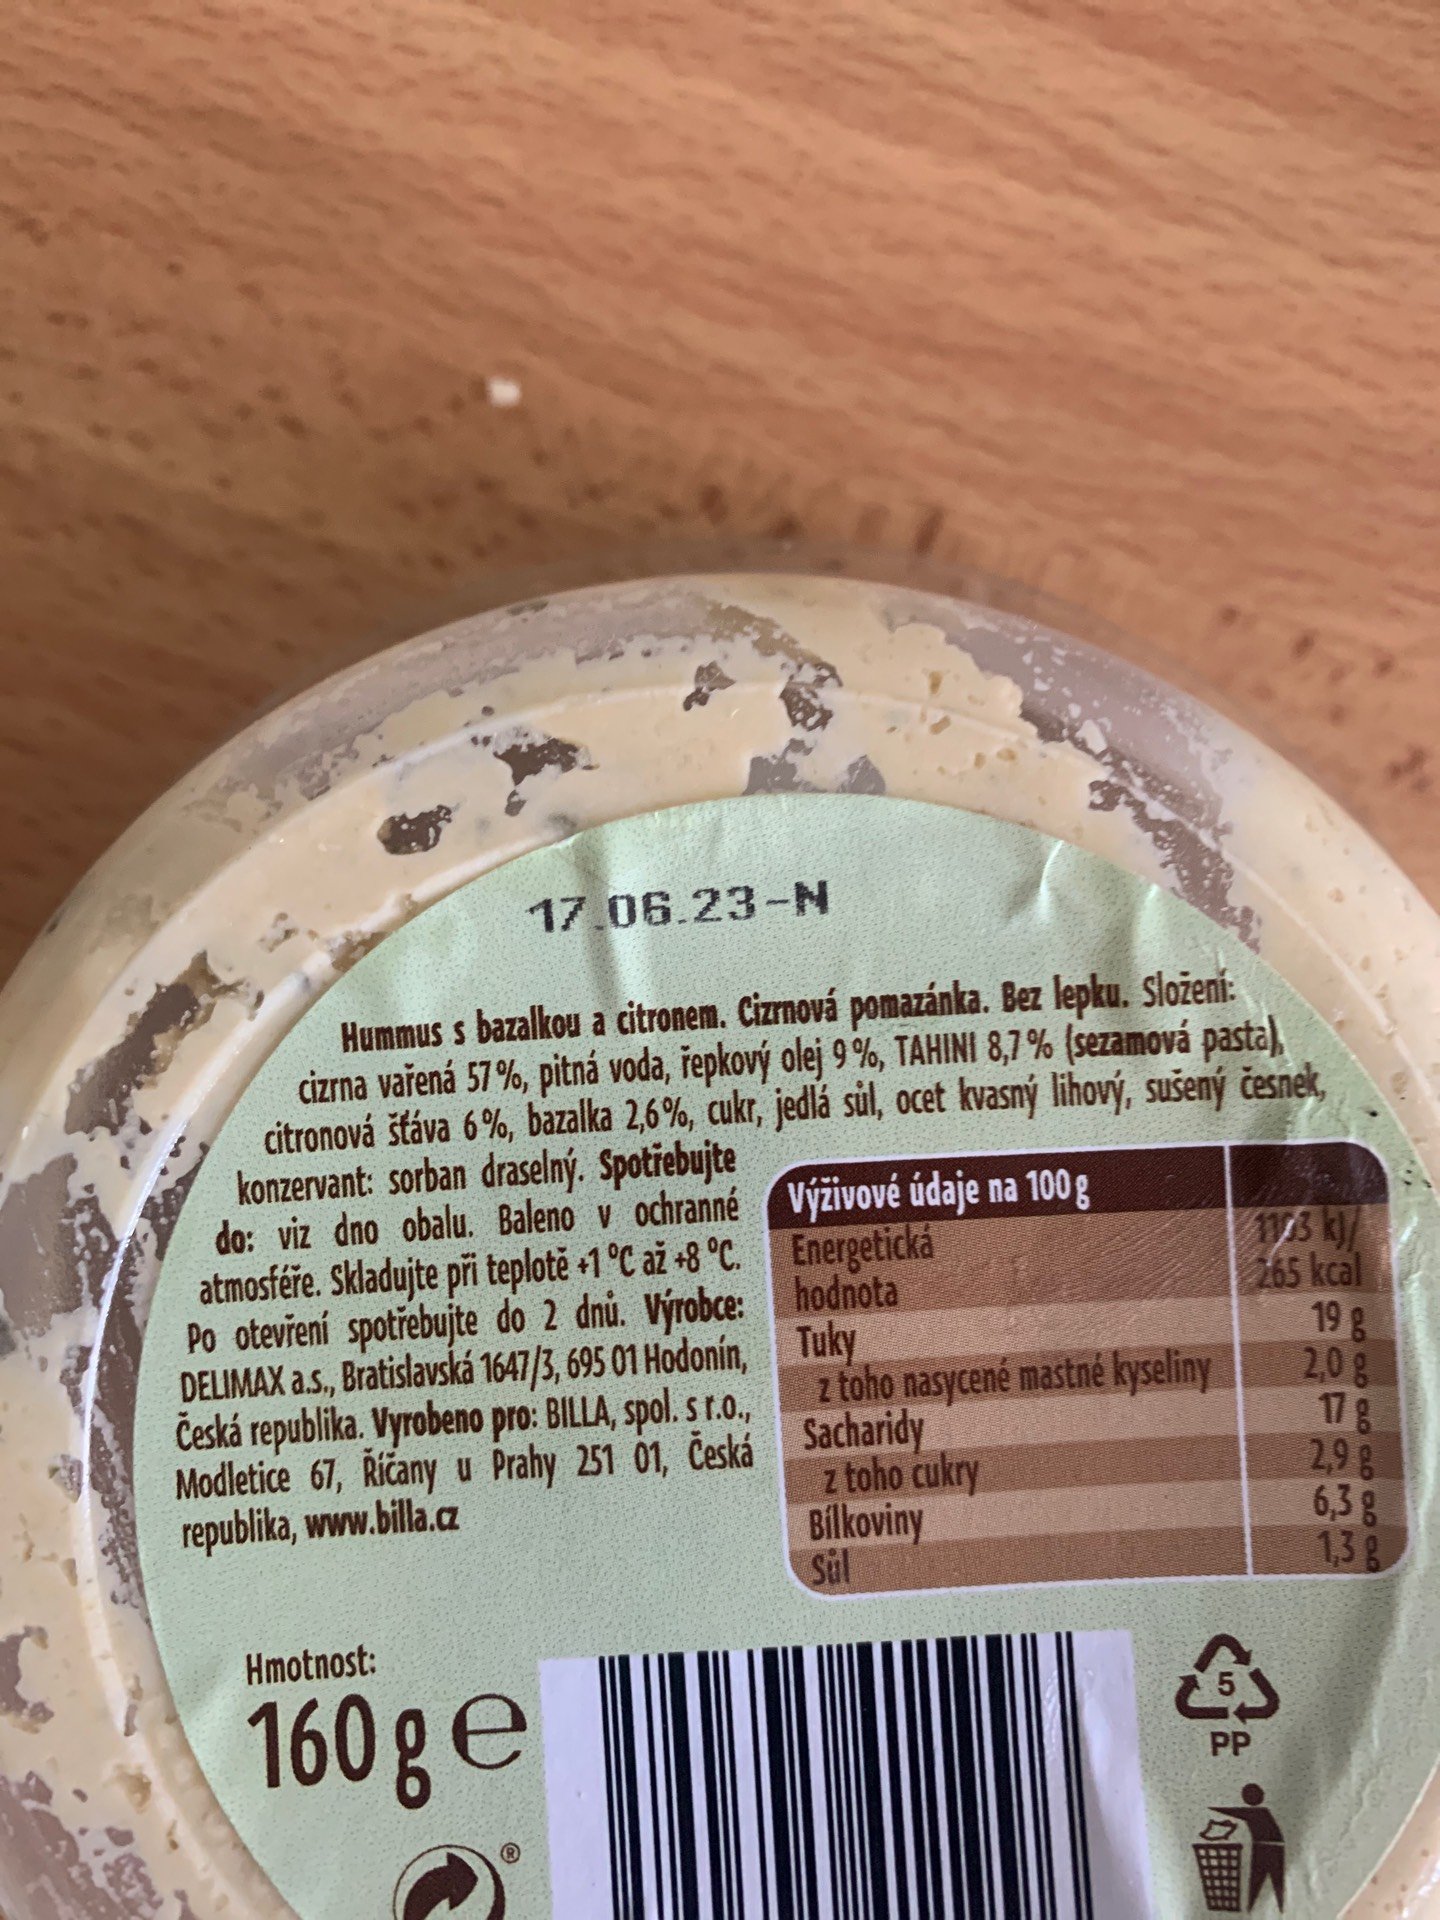 17.06.23-N
Hummus s bazalkou a citronem. Cizrnová pomazánka. Bez lepku. Složení:
cizrna vařená 57%, pitná voda, řepkový olej 9%, TAHINI 8,7% (sezamová pasta),
citronová šťáva 6%, bazalka 2,6%, cukr, jedlá sůl, ocet kvasný lihový, sušený česnek,
konzervant: sorban draselný. Spotřebujte
do: viz dno obalu. Baleno v ochranné
atmosféře. Skladujte při teplotě +1 °C až +8 °C.
Po otevření spotřebujte do 2 dnů. Výrobce:
DELIMAX a.s., Bratislavská 1647/3, 695 01 Hodonín,
Česká republika. Vyrobeno pro: BILLA, spol. s r.o.,
Modletice 67, Říčany u Prahy 251 01, Česká
republika, www.billa.cz
Výživové údaje na 100g
Energetická 1103 kJ/
hodnota 265 kcal
Tuky 19 g
z toho nasycené mastné kyseliny 2,0 g
Sacharidy 17 g
z toho cukry 2,9 g
Bílkoviny 6,3 g
Sůl 1,3 g
Hmotnost:
160g e
5
PP
®